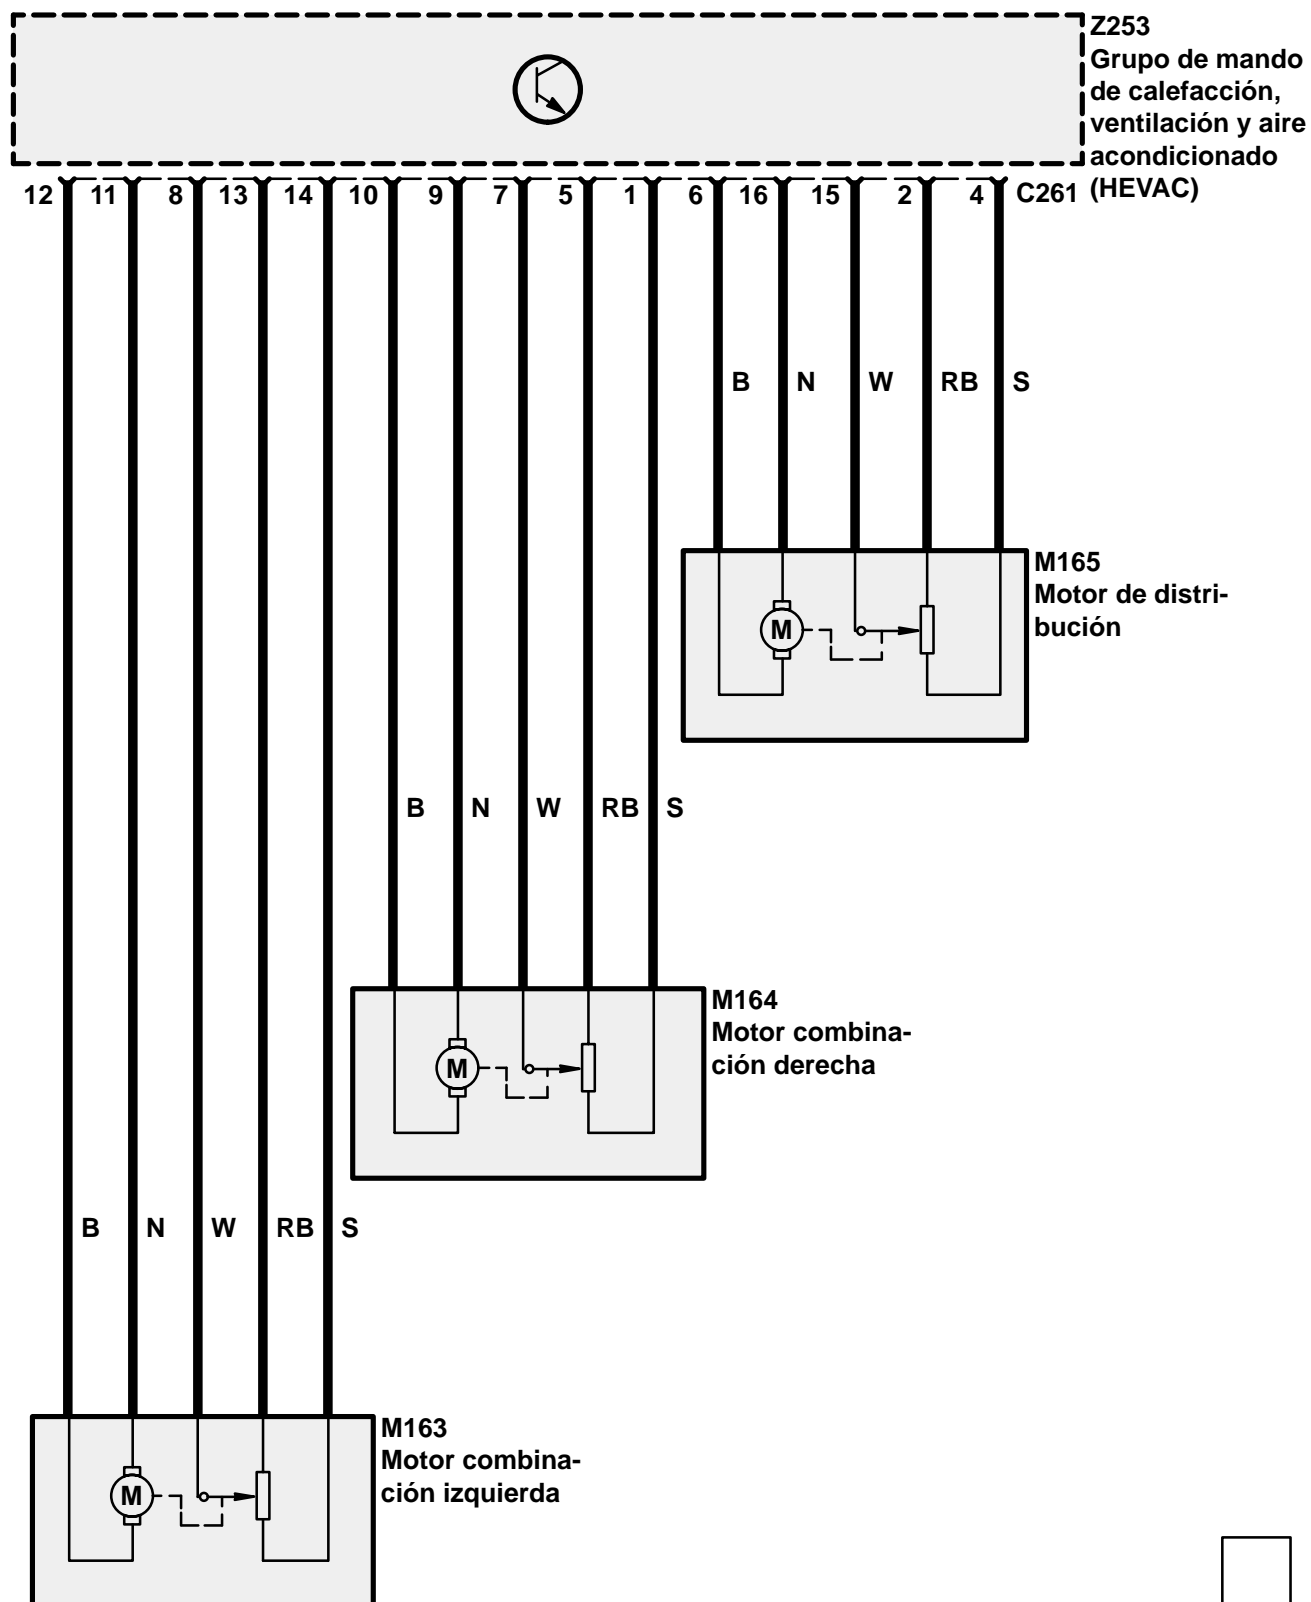 Z253
Grupo de mando
de calefacción,
ventilación y aire
acondicionado
(HEVAC)
12 11 8 13 14 10 9 7 5 1 6 16 15 2 4 C261
B N W RB S
M165
Motor de distri-
bución
M
B N W RB S
M164
Motor combina-
ción derecha
M
B N W RB S
M163
Motor combina-
ción izquierda
M